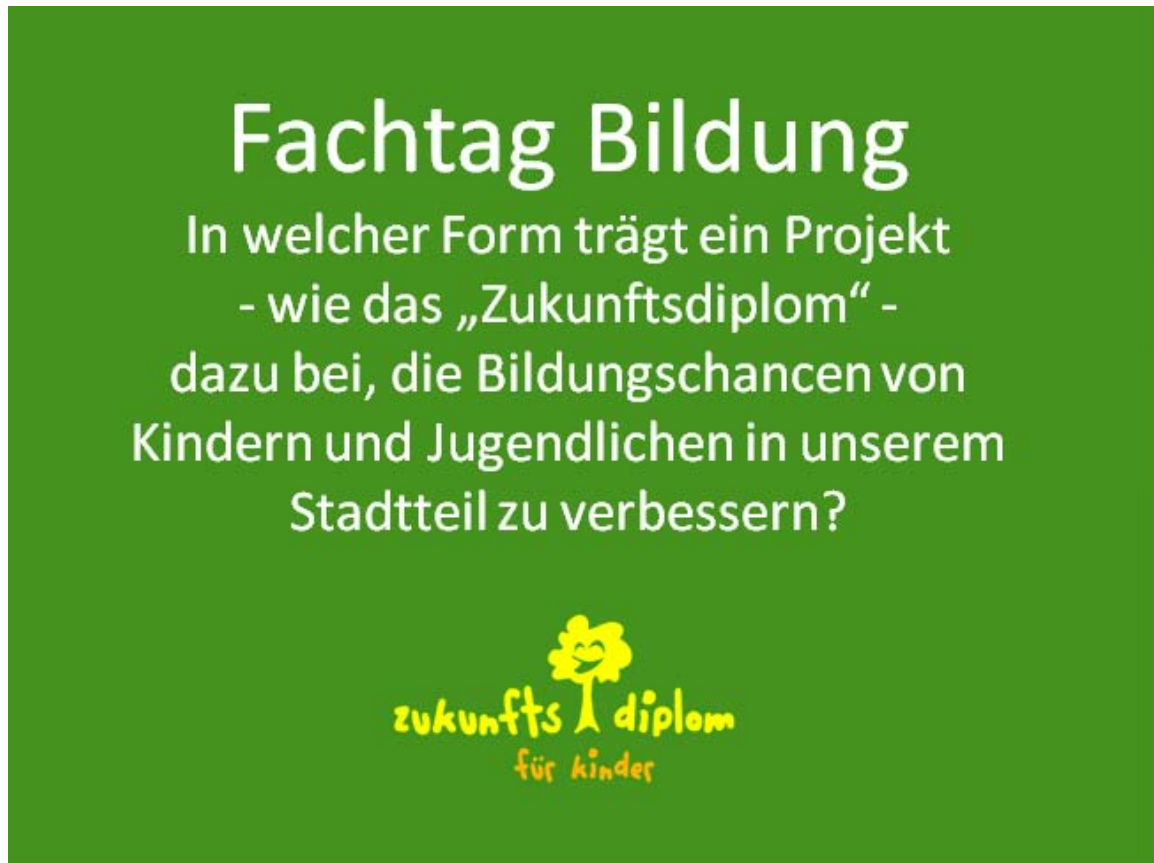 Fachtag Bildung
In welcher Form trägt ein Projekt
- wie das „Zukunftsdiplom“ -
dazu bei, die Bildungschancen von
Kindern und Jugendlichen in unserem
Stadtteil zu verbessern?
zukunfts diplom
für kinder